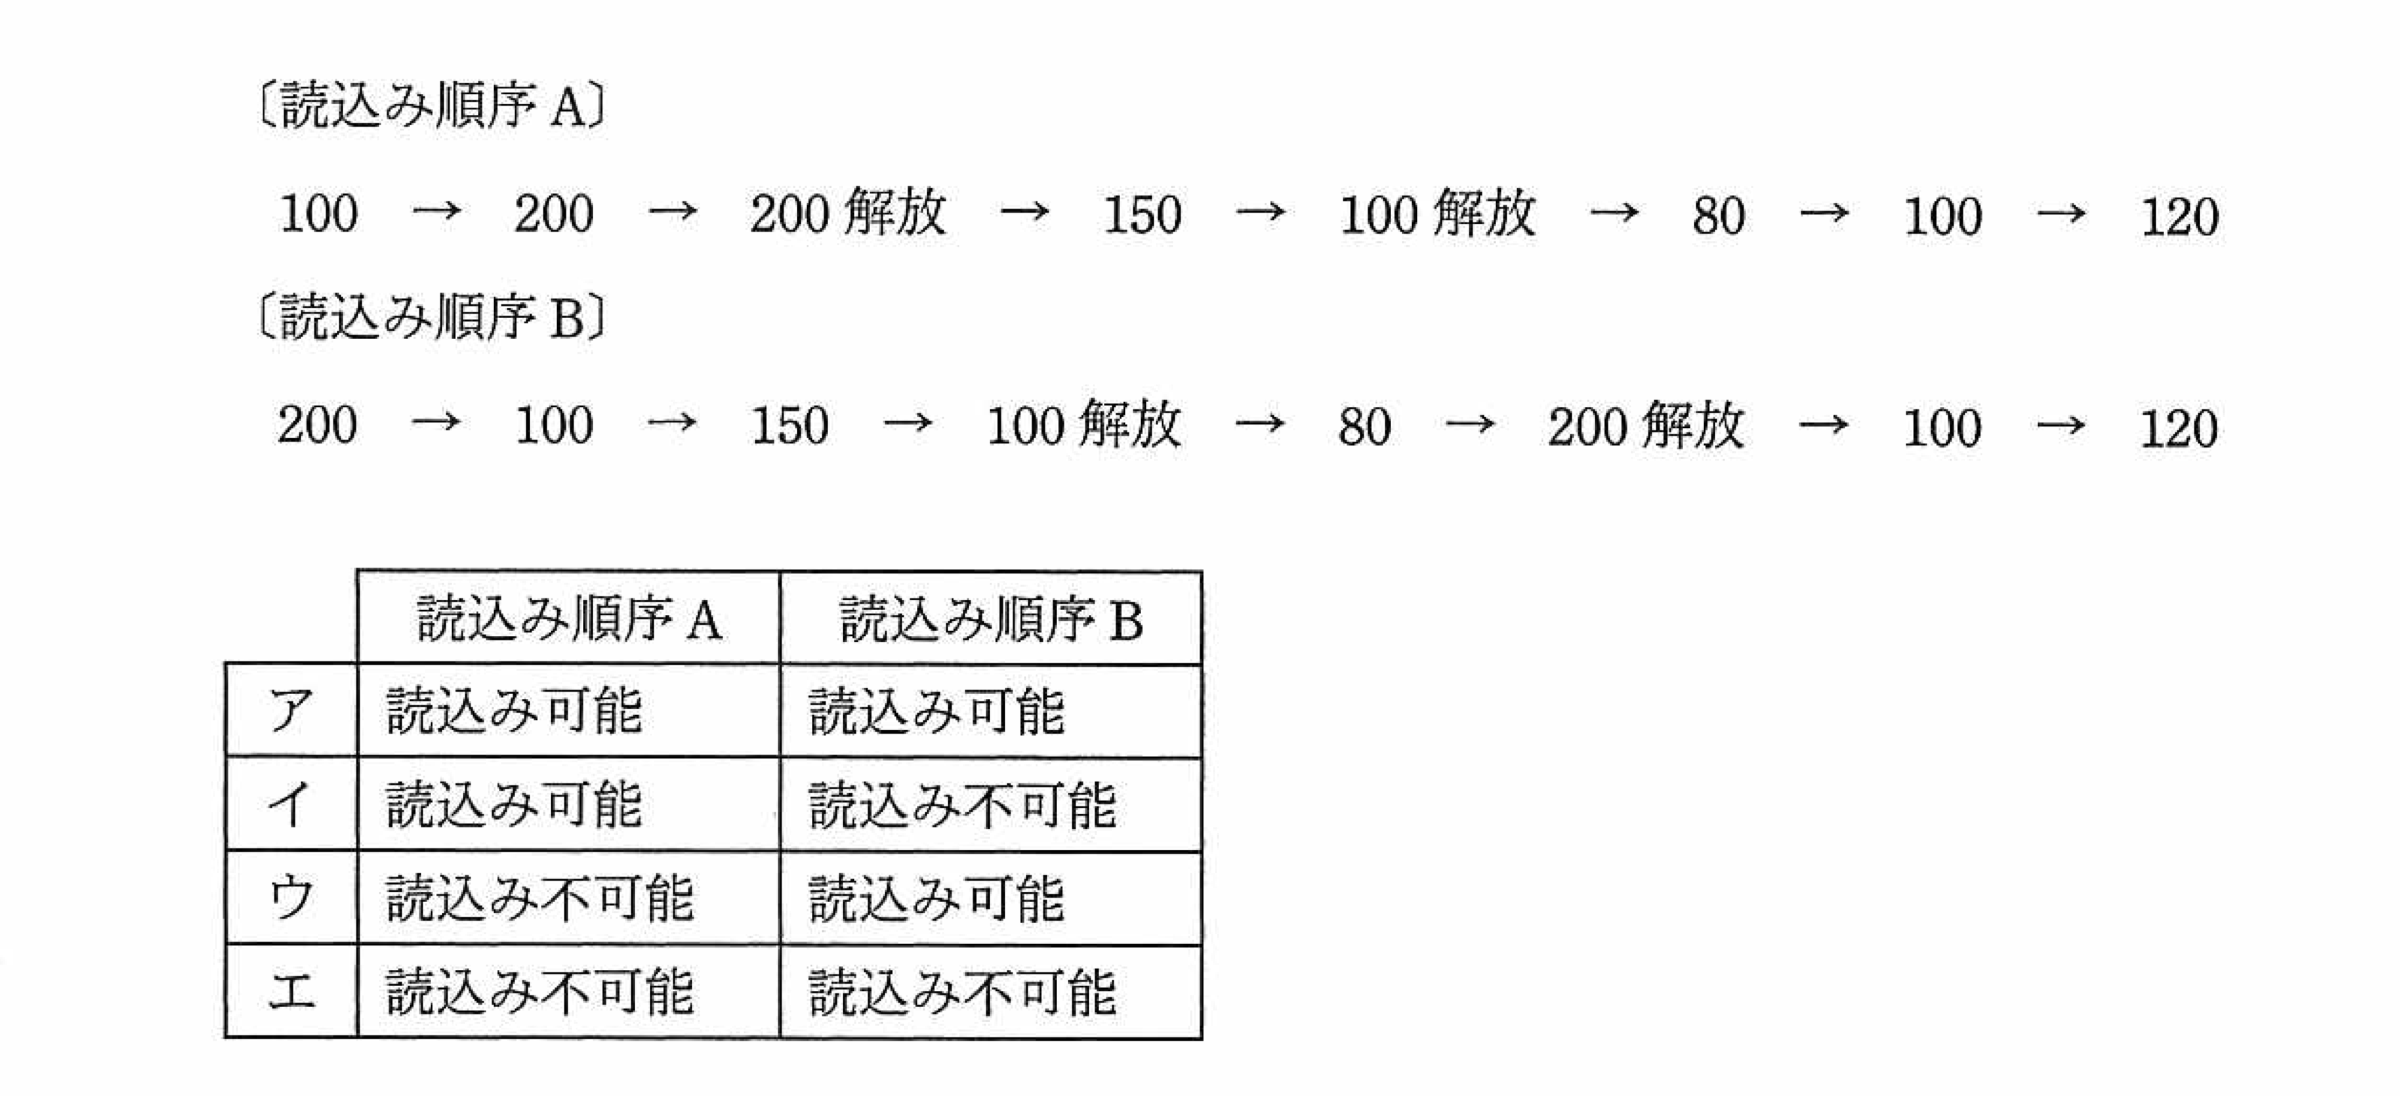 〔読込み順序 A〕
100 → 200 → 200 解放 → 150 → 100 解放 → 80 → 100 → 120
〔読込み順序 B〕
200 → 100 → 150 → 100 解放 → 80 → 200 解放 → 100 → 120
読込み順序 A 読込み順序 B
ア 読込み可能 読込み可能
イ 読込み可能 読込み不可能
ウ 読込み不可能 読込み可能
エ 読込み不可能 読込み不可能